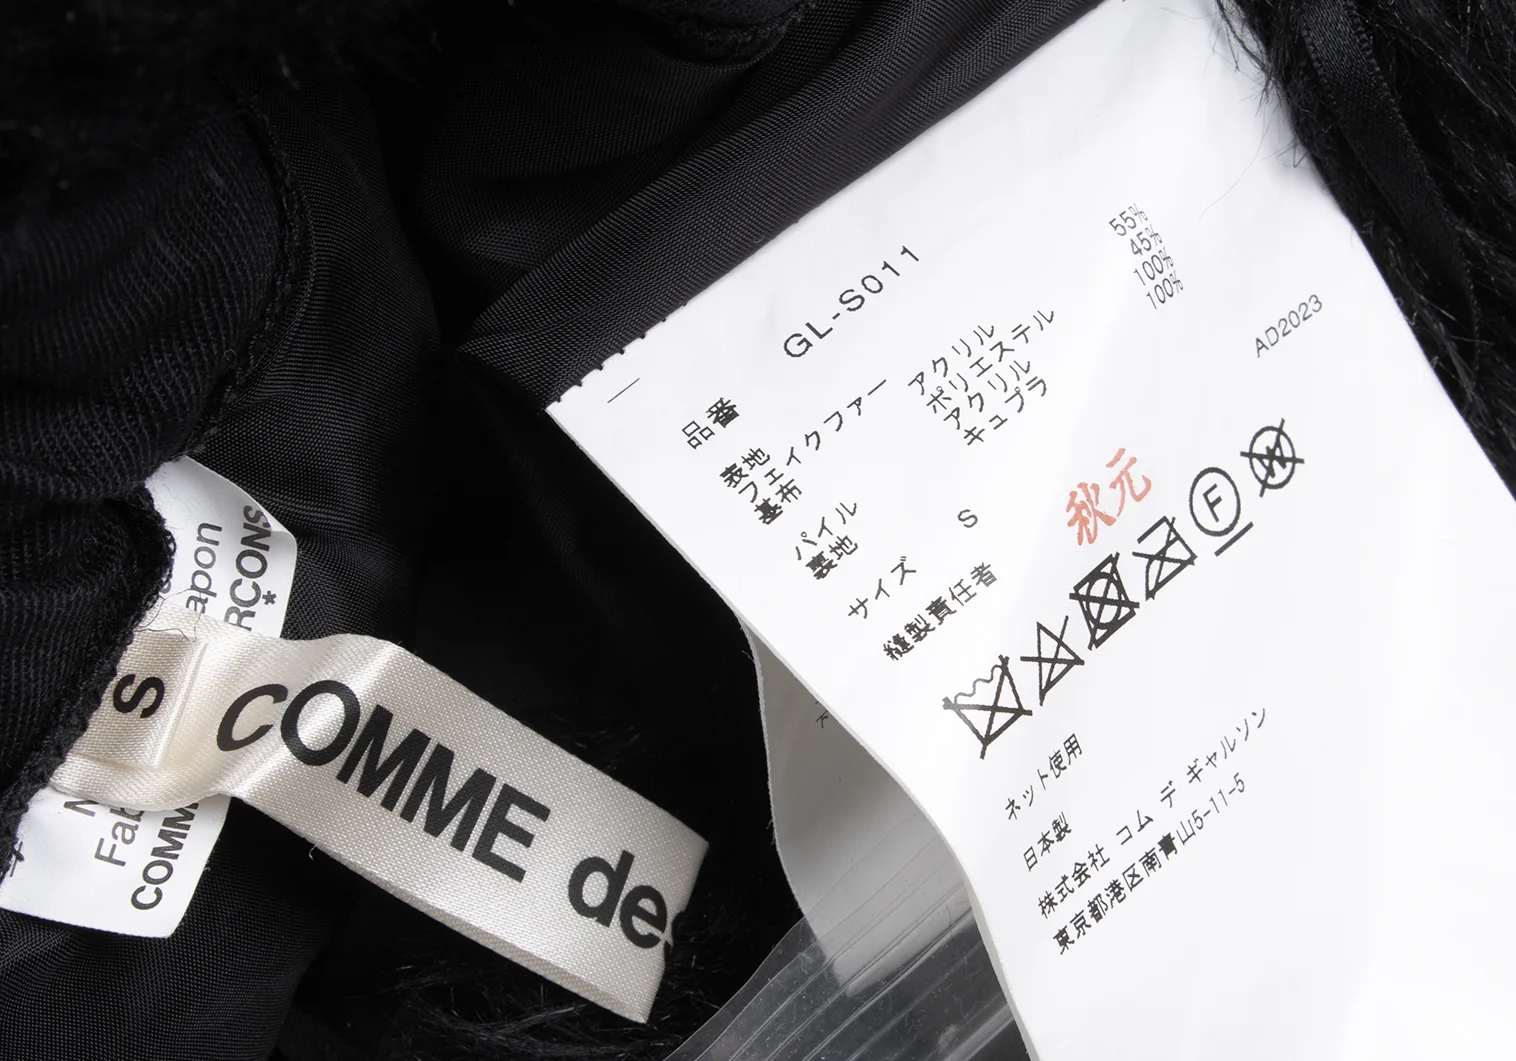 品番 GL-S011
表地
フェイクファー アクリル 55%
基布 ポリエステル 45%
パイル アクリル 100%
裏地 キュプラ 100%
サイズ S
縫製責任者 秋元
AD2023
F
W
ネット使用
日本製
株式会社 コム デ ギャルソン
東京都港区南青山5-11-5
S
COMME des
apon
RÇONS
*
Fab
COMM